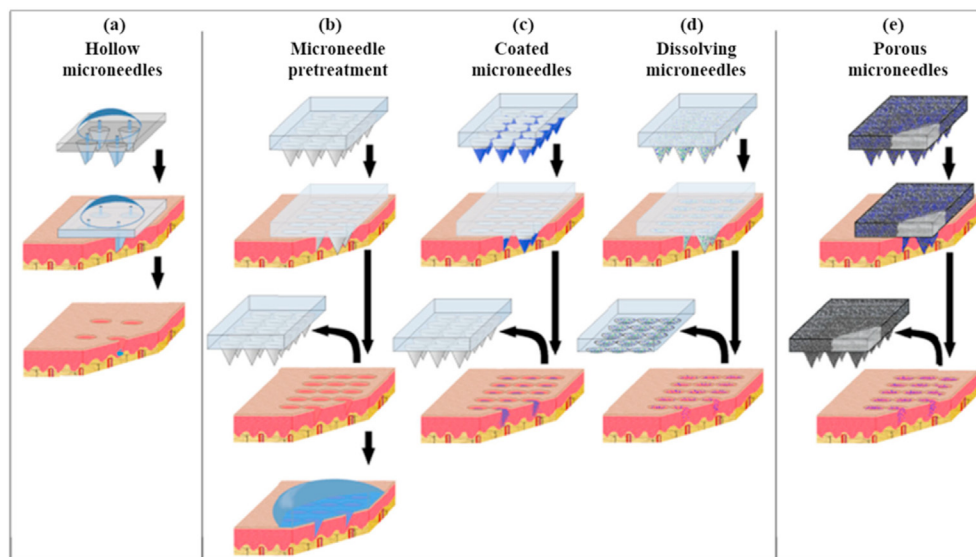 (a)
Hollow
microneedles
(b)
Microneedle
pretreatment
(c)
Coated
microneedles
(d)
Dissolving
microneedles
(e)
Porous
microneedles